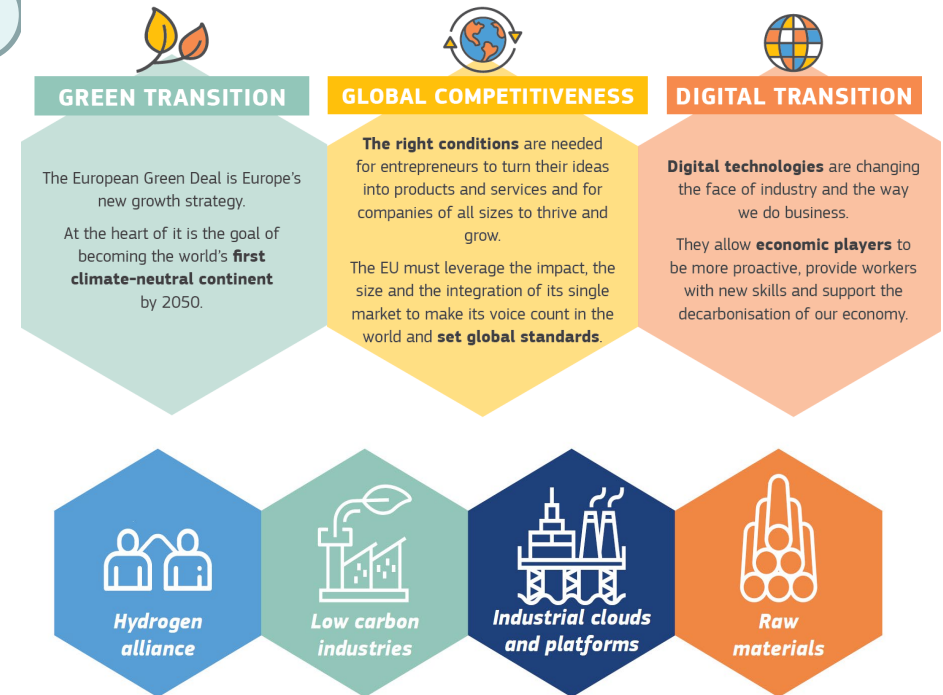 GREEN TRANSITION
The European Green Deal is Europe's
new growth strategy.
At the heart of it is the goal of
becoming the world's first
climate-neutral continent
by 2050.
GLOBAL COMPETITIVENESS
The right conditions are needed
for entrepreneurs to turn their ideas
into products and services and for
companies of all sizes to thrive and
grow.
The EU must leverage the impact, the
size and the integration of its single
market to make its voice count in the
world and set global standards.
DIGITAL TRANSITION
Digital technologies are changing
the face of industry and the way
we do business.
They allow economic players to
be more proactive, provide workers
with new skills and support the
decarbonisation of our economy.
Hydrogen
alliance
Low carbon
industries
Industrial clouds
and platforms
Raw
materials